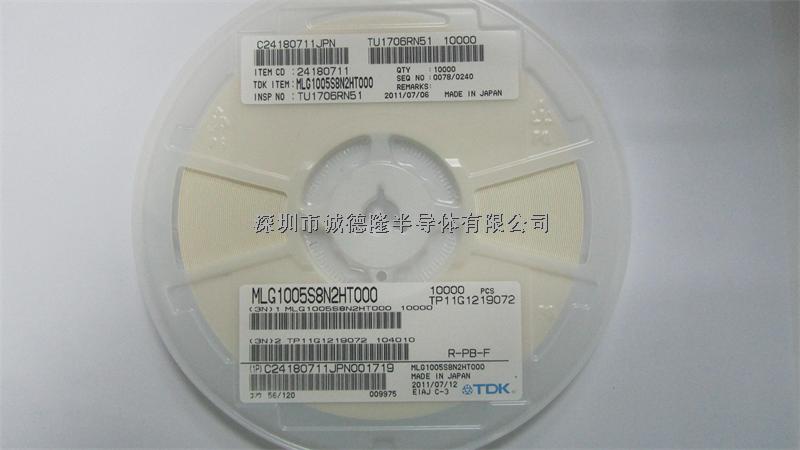 C24180711JPN TU1706RN51 10000
ITEM CD : 24180711 QTY : 10000
TDK ITEM: MLG1005S8N2HT000 SEQ NO : 0078/0240
REMARKS:
INSP NO : TU1706RN51 2011/07/06 MADE IN JAPAN
深圳市诚德隆半导体有限公司
MLG1005S8N2HT000 10000 PCS
TP11G1219072
(3N)1 MLG1005S8N2HT000 10000
(3N)2 TP11G1219072 104010
R-PB-F
(1P) C24180711JPN001719 MLG1005S8N2HT000
MADE IN JAPAN
2011/07/12
コウ 56/120 009975 EIAJ C-3 TDK